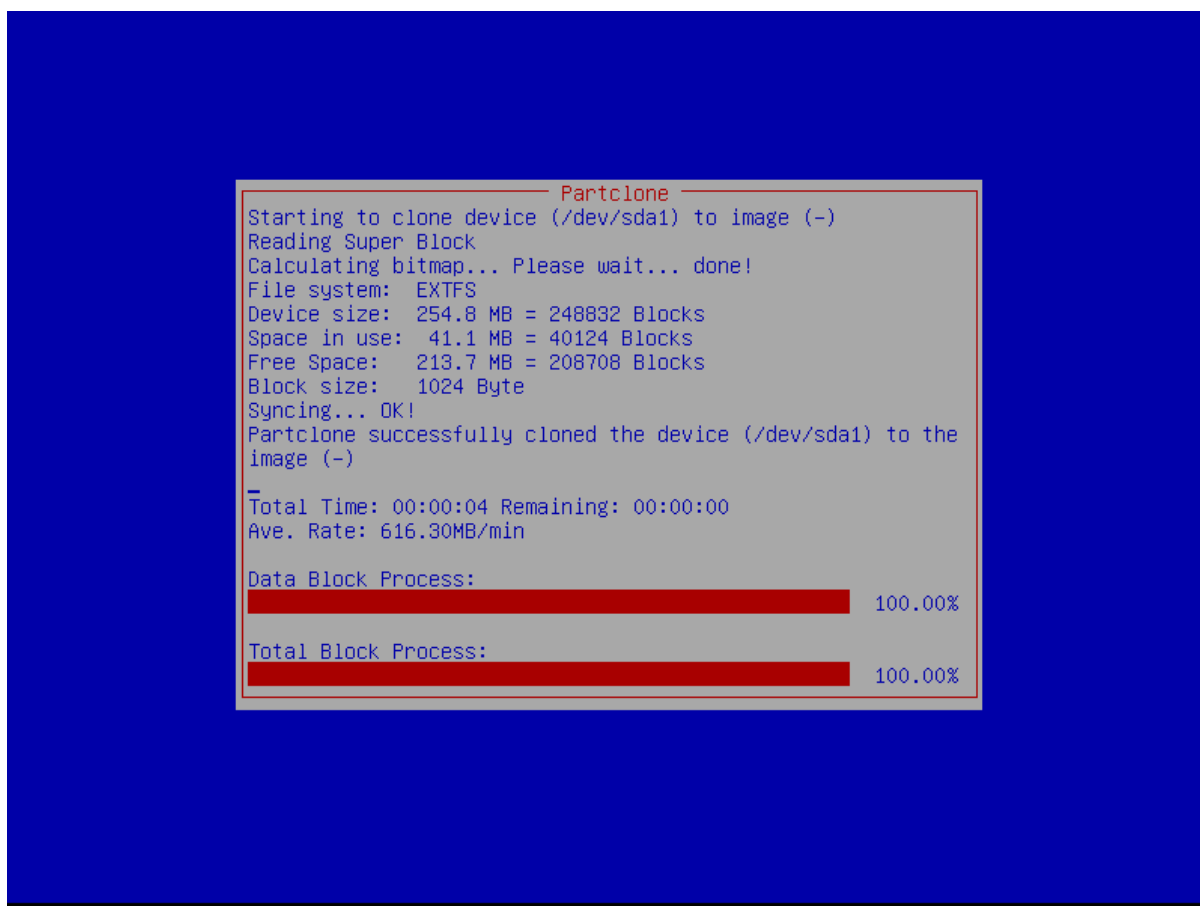 Partclone
Starting to clone device (/dev/sda1) to image (-)
Reading Super Block
Calculating bitmap... Please wait... done!
File system:  EXTFS
Device size:  254.8 MB = 248832 Blocks
Space in use:  41.1 MB = 40124 Blocks
Free Space:   213.7 MB = 208708 Blocks
Block size:   1024 Byte
Syncing... OK!
Partclone successfully cloned the device (/dev/sda1) to the
image (-)
Total Time: 00:00:04 Remaining: 00:00:00
Ave. Rate: 616.30MB/min
Data Block Process:
100.00%
Total Block Process:
100.00%